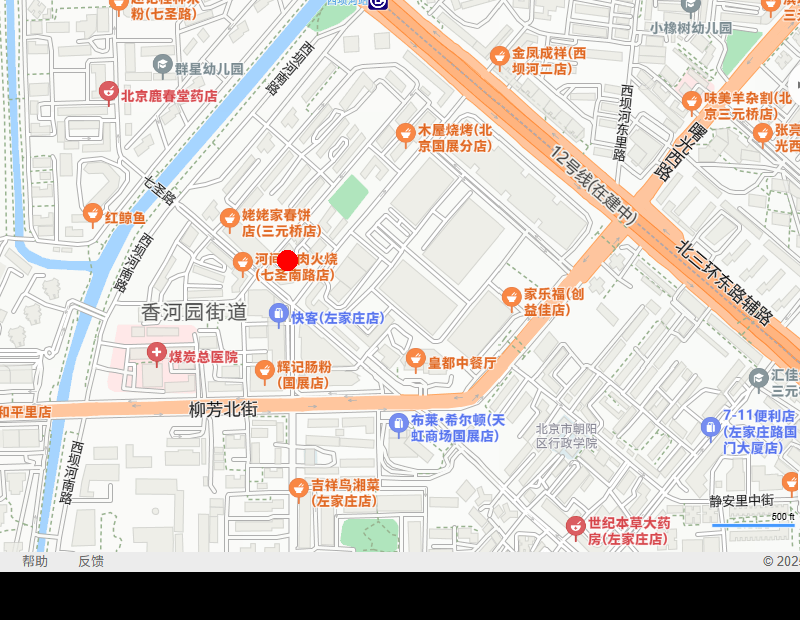 粉(七圣路)
西坝河路
群星幼儿园
北京鹿春堂药店
西坝河南路
金凤成祥(西
坝河二店)
小橡树幼儿园
味美羊杂割(北
京三元桥店)
曙光西路
西坝河东里路
木屋烧烤(北
京国展分店)
12号线(在建中)
七圣路
红鲸鱼
姥姥家春饼
店(三元桥店)
肉火烧
(七圣南路店)
西坝河南路
香河园街道
快客(左家庄店)
家乐福(创
益佳店)
北三环东路辅路
煤炭总医院
辉记肠粉
(国展店)
皇都中餐厅
和平里店
柳芳北街
布莱·希尔顿(天
虹商场国展店)
北京市朝阳
区行政学院
7-11便利店
(左家庄路国
门大厦店)
西坝河南路
吉祥鸟湘菜
(左家庄店)
世纪本草大药
房(左家庄店)
静安里中街
500 ft
帮助
反馈